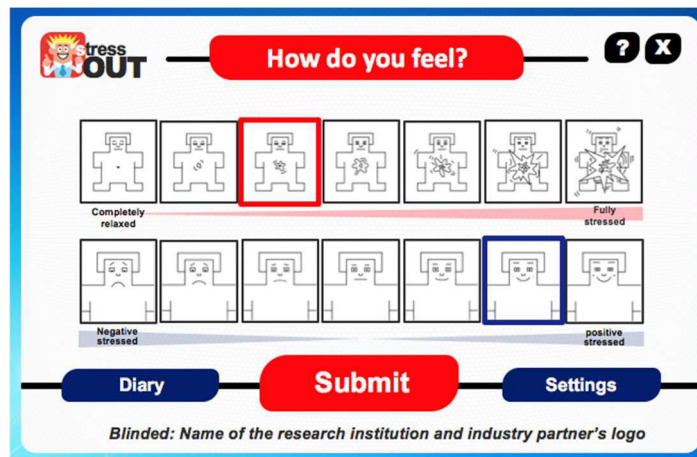 stress
OUT
How do you feel?
?
X
Completely
relaxed
Fully
stressed
Negative
stressed
positive
stressed
Diary
Submit
Settings
Blinded: Name of the research institution and industry partner's logo